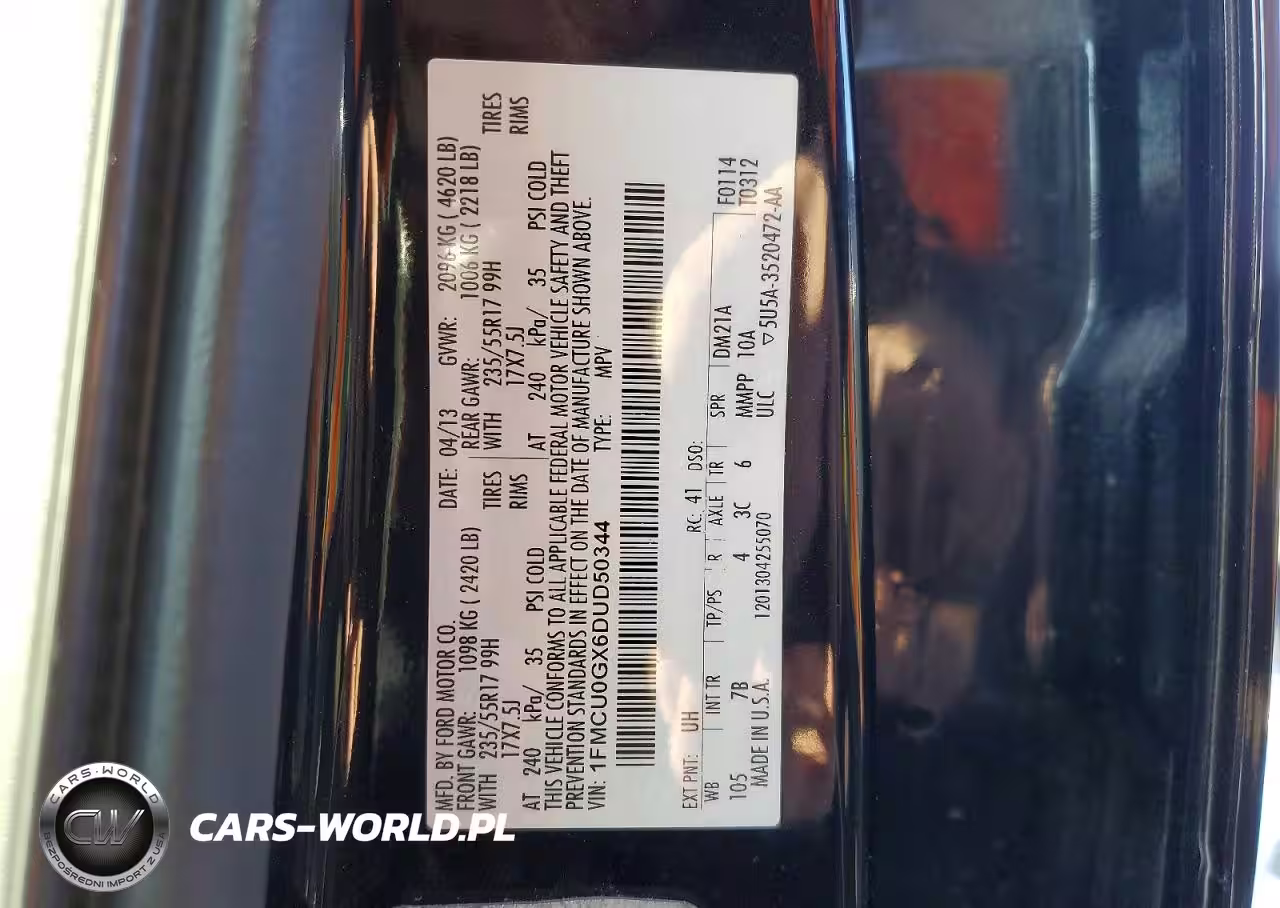 MFD. BY FORD MOTOR CO. DATE: 04/13 GVWR: 2096 KG ( 4620 LB)
FRONT GAWR: 1098 KG ( 2420 LB) REAR GAWR: 1006 KG ( 2218 LB)
WITH 235/55R17 99H TIRES WITH 235/55R17 99H TIRES
17X7.5J RIMS 17X7.5J RIMS
AT 240 kPa/ 35 PSI COLD AT 240 kPa/ 35 PSI COLD
THIS VEHICLE CONFORMS TO ALL APPLICABLE FEDERAL MOTOR VEHICLE SAFETY AND THEFT
PREVENTION STANDARDS IN EFFECT ON THE DATE OF MANUFACTURE SHOWN ABOVE.
VIN: 1FMCU0GX6DUD50344 TYPE: MPV
EXT PNT: UH RC: 41 DSO:
WB INT TR TP/PS R AXLE TR SPR DM21A F0114
105 7B 4 3C 6 MMPP 10A T0312
MADE IN U.S.A. 1201304255070 ULC ▽5U5A-3520472-AA
CARS-WORLD
CW
BEZPOŚREDNI IMPORT Z USA
CARS-WORLD.PL